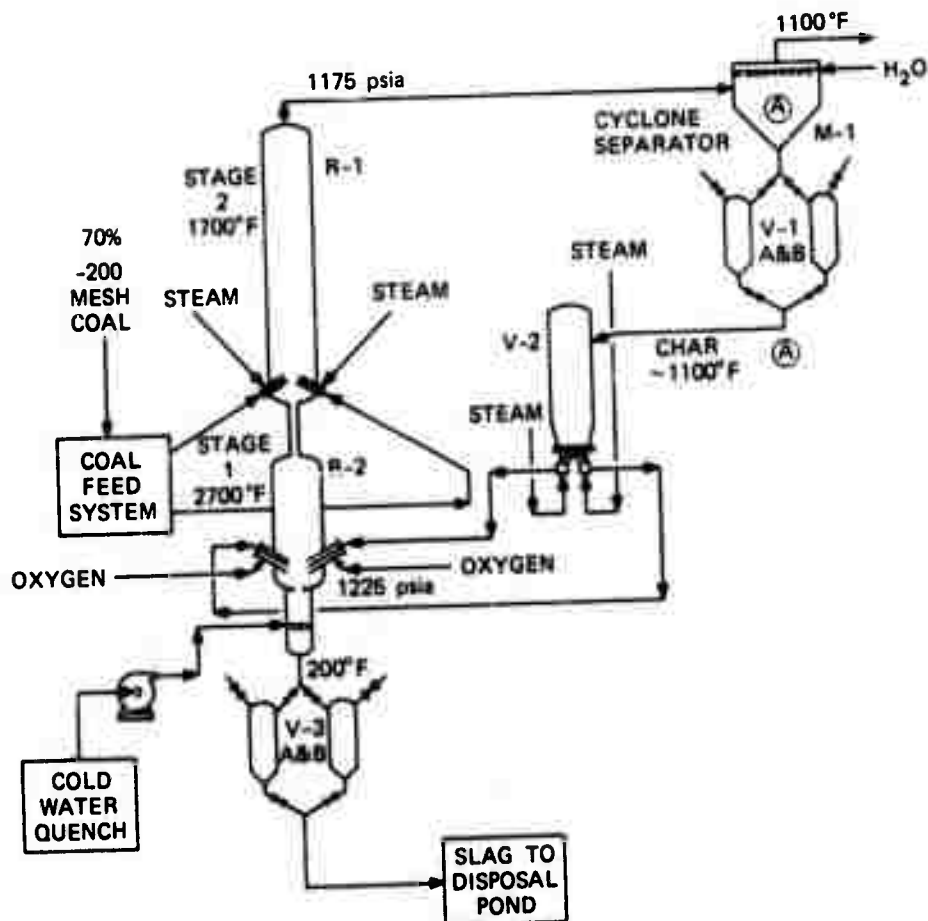 1100°F
1175 psia
H₂O
A
CYCLONE
SEPARATOR
M-1
R-1
STAGE
2
1700°F
70%
-200
MESH
COAL
STEAM
STEAM
STEAM
V-1
A&B
V-2
CHAR
~1100°F
A
STEAM
COAL
FEED
SYSTEM
STAGE
1
2700°F
R-2
OXYGEN
OXYGEN
1225 psia
200°F
V-3
A&B
COLD
WATER
QUENCH
SLAG TO
DISPOSAL
POND